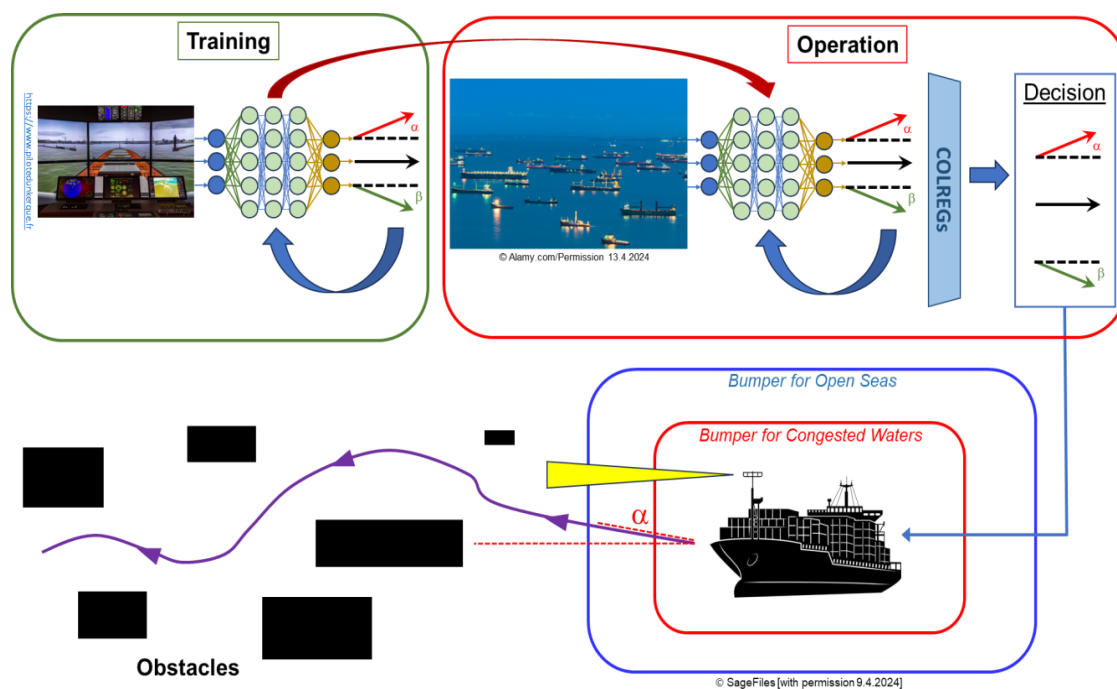 Training
Operation
https://www.pilotedunkerque.fr
α
β
α
β
© Alamy.com/Permission 13.4.2024
COLREGs
Decision
α
β
Bumper for Open Seas
Bumper for Congested Waters
α
Obstacles
© SageFiles [with permission 9.4.2024]